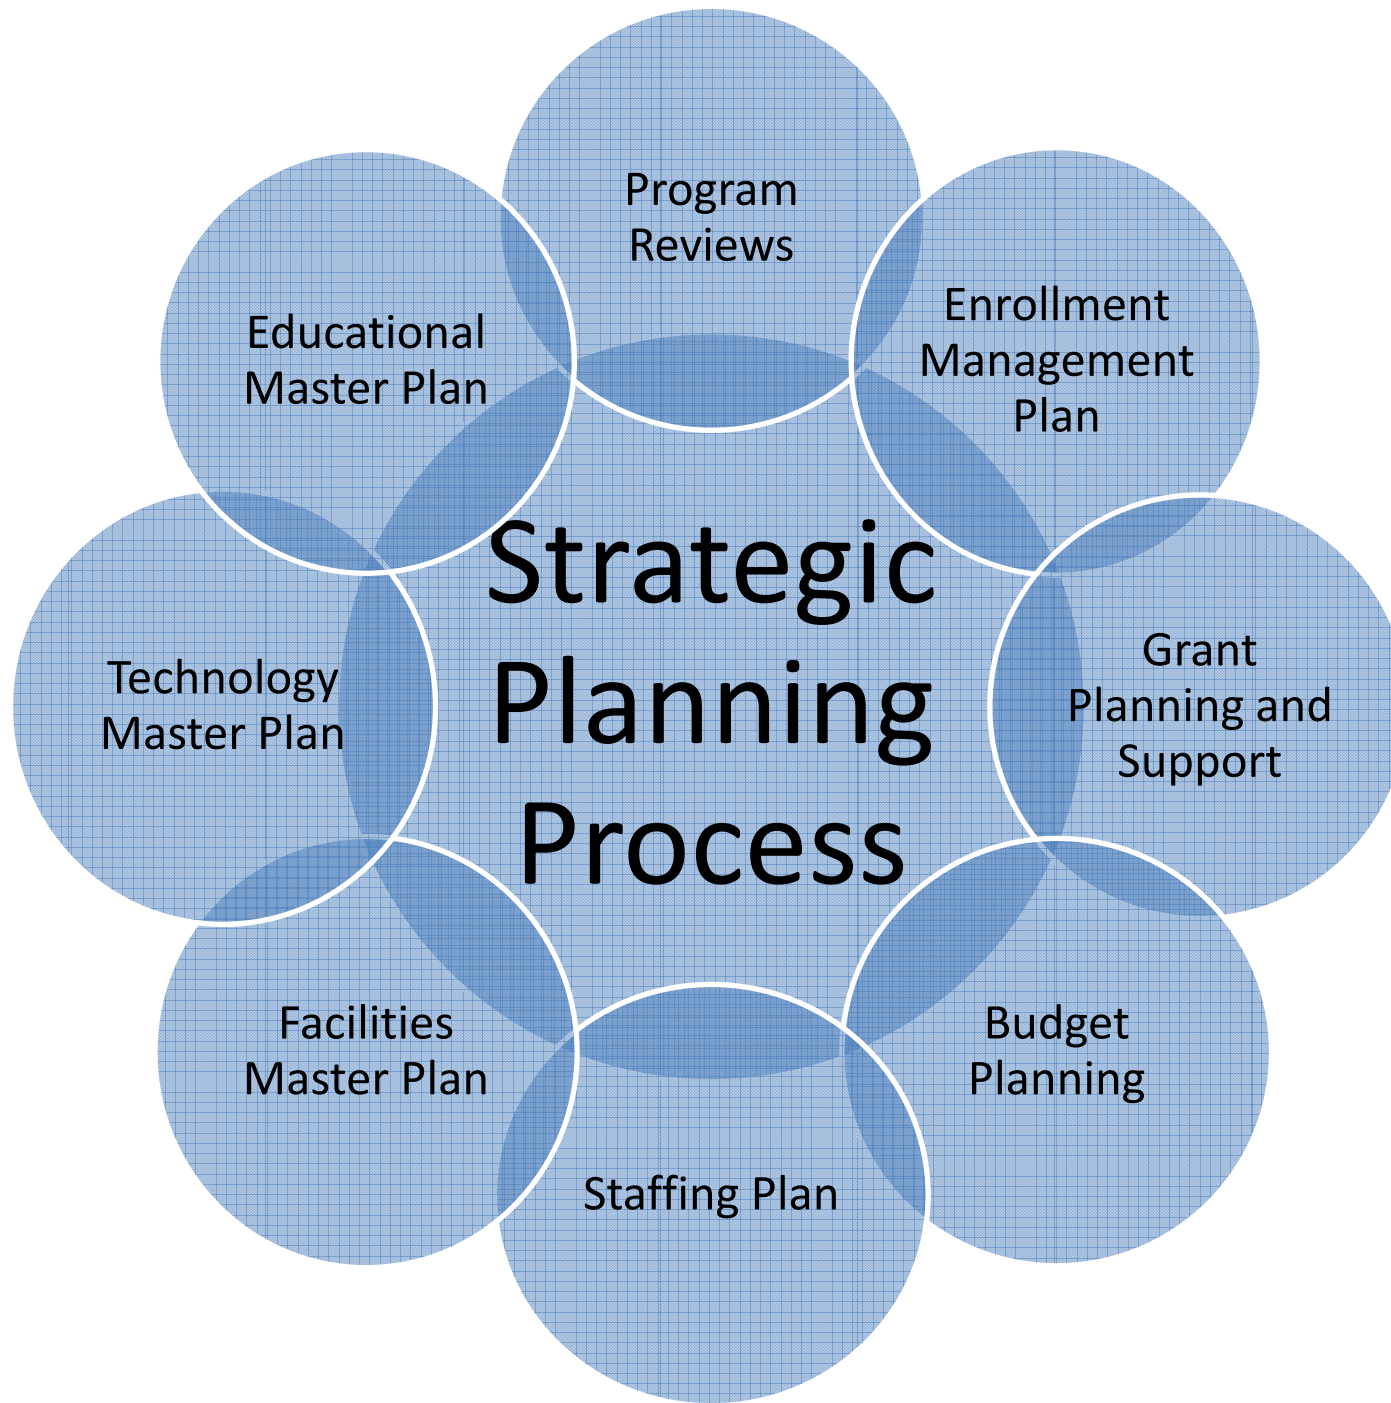 Program
Reviews
Enrollment
Management
Plan
Grant
Planning and
Support
Budget
Planning
Staffing Plan
Facilities
Master Plan
Technology
Master Plan
Educational
Master Plan
Strategic
Planning
Process